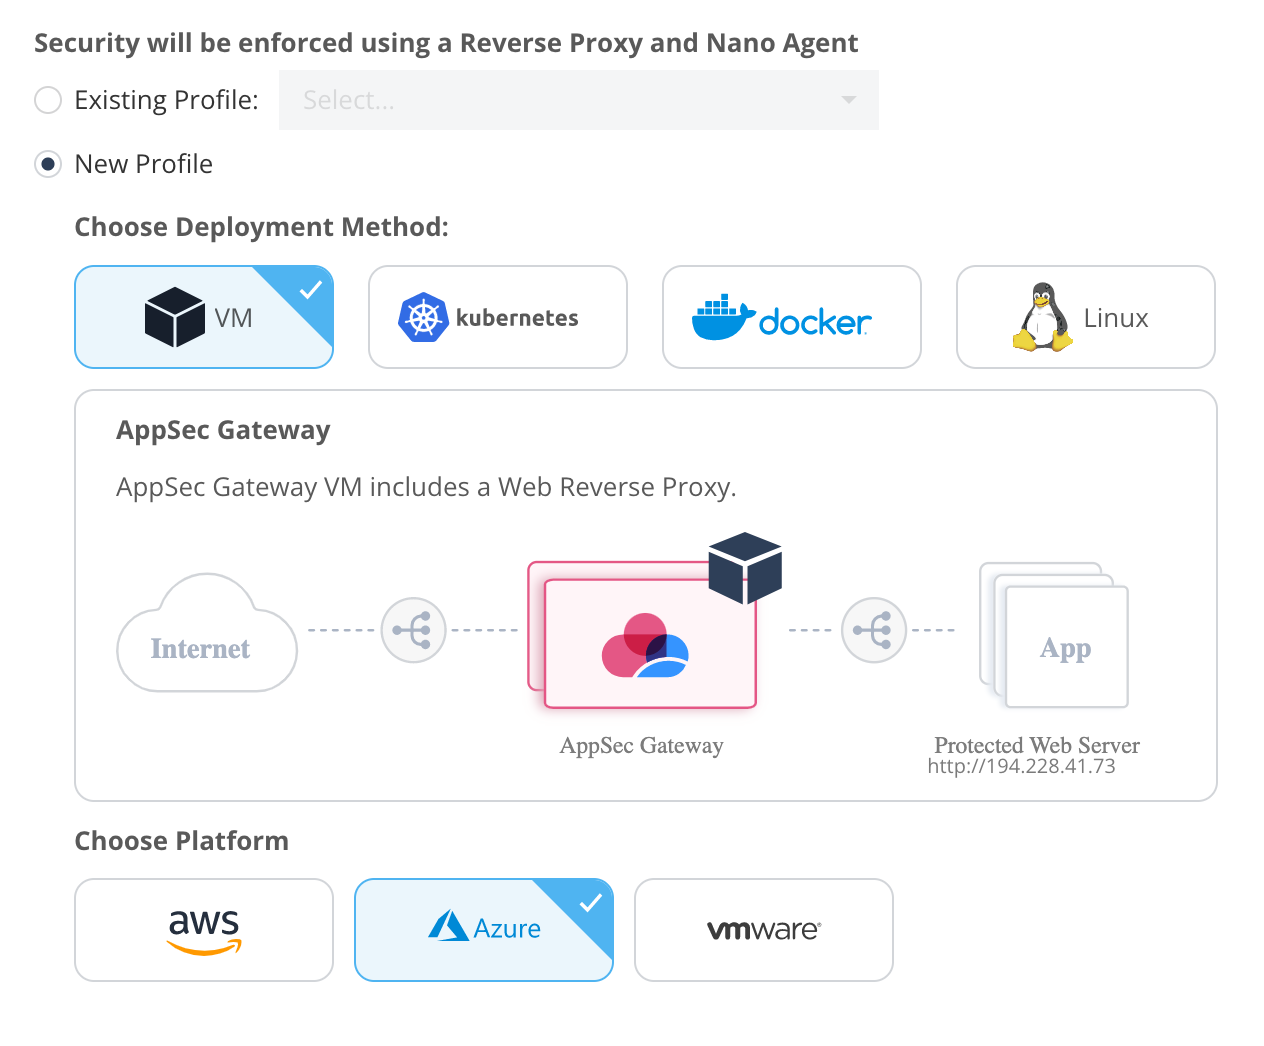 Security will be enforced using a Reverse Proxy and Nano Agent
Existing Profile:
Select...
New Profile
Choose Deployment Method:
VM
kubernetes
docker
Linux
AppSec Gateway
AppSec Gateway VM includes a Web Reverse Proxy.
Internet
App
AppSec Gateway
Protected Web Server
http://194.228.41.73
Choose Platform
aws
Azure
vmware®